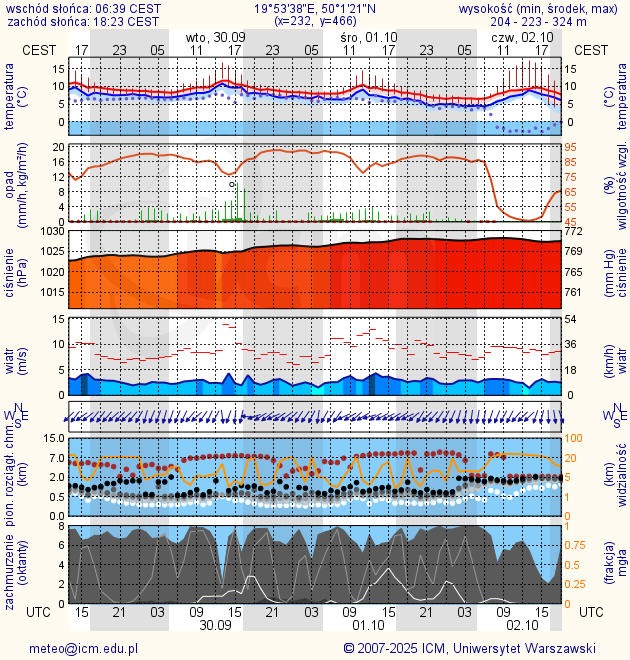 wschód słońca: 06:39 CEST 19°53'38"E, 50°1'21"N wysokość (min, środek, max)
zachód słońca: 18:23 CEST (x=232, y=466) 204 - 223 - 324 m
wto, 30.09 śro, 01.10 czw, 02.10
CEST 17 23 05 11 17 23 05 11 17 23 05 11 17 CEST
temperatura
(°C)
15
10
5
0
15
10
5
0
temperatura
(°C)
opad
(mm/h, kg/m²/h)
20
16
12
8
4
0
95
85
75
65
55
45
(%)
wilgotność wzgl.
ciśnienie
(hPa)
1030
1025
1020
1015
772
769
765
761
(mm Hg)
ciśnienie
wiatr
(m/s)
15
10
5
0
54
36
18
0
(km/h)
wiatr
N
W E
S
N
W E
S
pion. rozciągł. chm.
(km)
15.0
7.0
2.0
0.5
0.0
100
20
15
1
0
(km)
widzialność
zachmurzenie
(oktanty)
8
6
4
2
0
1
0.75
0.5
0.25
0
(frakcja)
mgła
UTC 15 21 03 09 15 21 03 09 15 21 03 09 15 UTC
30.09 01.10 02.10
meteo@icm.edu.pl © 2007-2025 ICM, Uniwersytet Warszawski